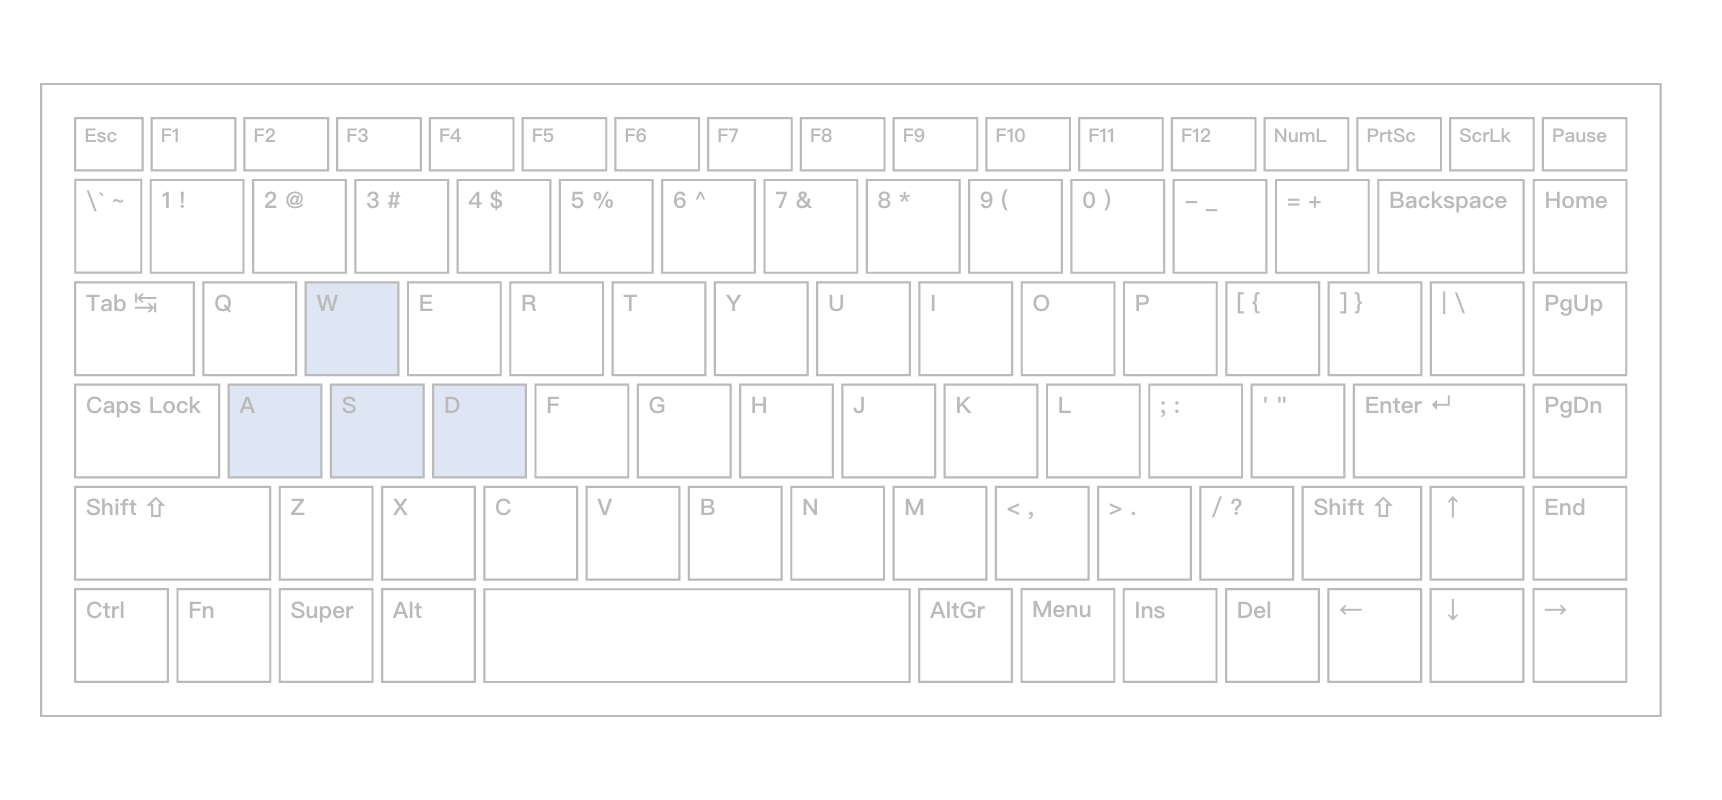 Esc F1 F2 F3 F4 F5 F6 F7 F8 F9 F10 F11 F12 NumL PrtSc ScrLk Pause
\` ~ 1 ! 2 @ 3 # 4 $ 5 % 6 ^ 7 & 8 * 9 ( 0 ) − _ = + Backspace Home
Tab ↹ Q W E R T Y U I O P [ { ] } | \ PgUp
Caps Lock A S D F G H J K L ; : ' " Enter ↵ PgDn
Shift ⇧ Z X C V B N M < , > . / ? Shift ⇧ ↑ End
Ctrl Fn Super Alt AltGr Menu Ins Del ← ↓ →